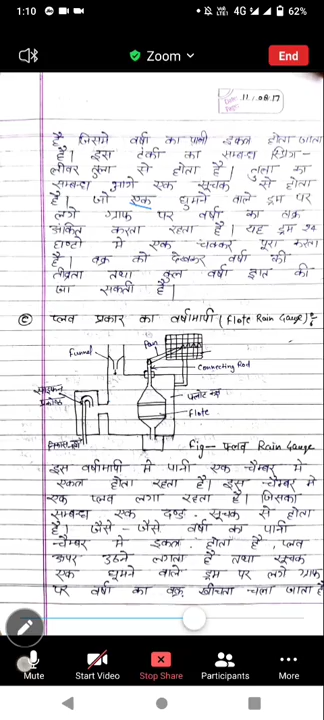 1:10
4G
62%
Zoom
End
11/08/17
है जिसमे वर्षा का पानी इकठ्ठा होता जाता
है। इस टंकी का सम्बन्ध स्प्रिंग-
लीवर तुला से होता है। तुला का
सम्बन्ध आगे एक सूचक से होता
है। जो एक घुमने वाले ड्रम पर
लगे ग्राफ पर वर्षा का वक्र
अंकित करता रहता है। यह ड्रम 24
घण्टो मे एक चक्कर पूरा करता
है। वक्र को देखकर वर्षा की
तीव्रता तथा कुल वर्षा ज्ञात की
जा सकती है।
प्लव प्रकार का वर्षामापी (Flote Rain Gauge):-
Funnel
Pen
Connecting Rod
साइफन
Flote
Fig- प्लव Rain Gauge
इस वर्षामापी मे पानी एक चैम्बर मे
एकत्र होता रहता है। इस चैम्बर मे
एक प्लव लगा रहता है। जिसका
सम्बन्ध एक दण्ड सूचक से होता
है। जैसे-जैसे वर्षा का पानी
चैम्बर मे इकठ्ठा होता है, प्लव
ऊपर उठने लगता है तथा सूचक
एक घूमने वाले ड्रम पर लगे ग्राफ
पर वर्षा का वक्र खीचता चला जाता है
Mute
Start Video
Stop Share
Participants
More